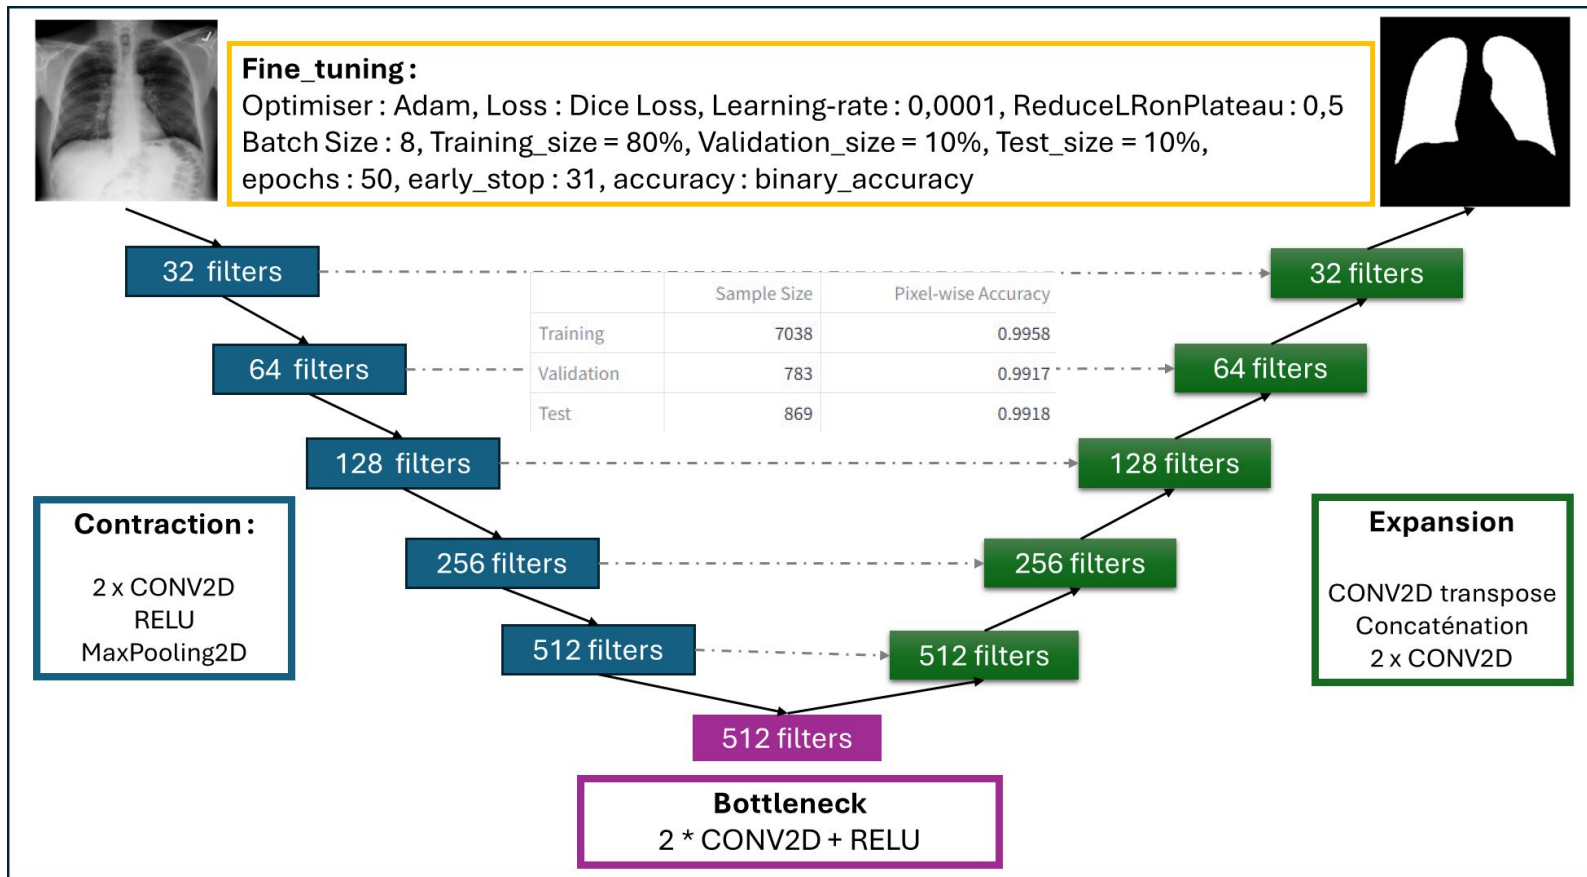 Fine_tuning :
Optimiser : Adam, Loss : Dice Loss, Learning-rate : 0,0001, ReduceLRonPlateau : 0,5
Batch Size : 8, Training_size = 80%, Validation_size = 10%, Test_size = 10%,
epochs : 50, early_stop : 31, accuracy : binary_accuracy
32 filters
32 filters
Sample Size Pixel-wise Accuracy
Training 7038 0.9958
Validation 783 0.9917
Test 869 0.9918
64 filters
64 filters
128 filters
128 filters
Contraction :
2 x CONV2D
RELU
MaxPooling2D
256 filters
256 filters
Expansion
CONV2D transpose
Concaténation
2 x CONV2D
512 filters
512 filters
512 filters
Bottleneck
2 * CONV2D + RELU